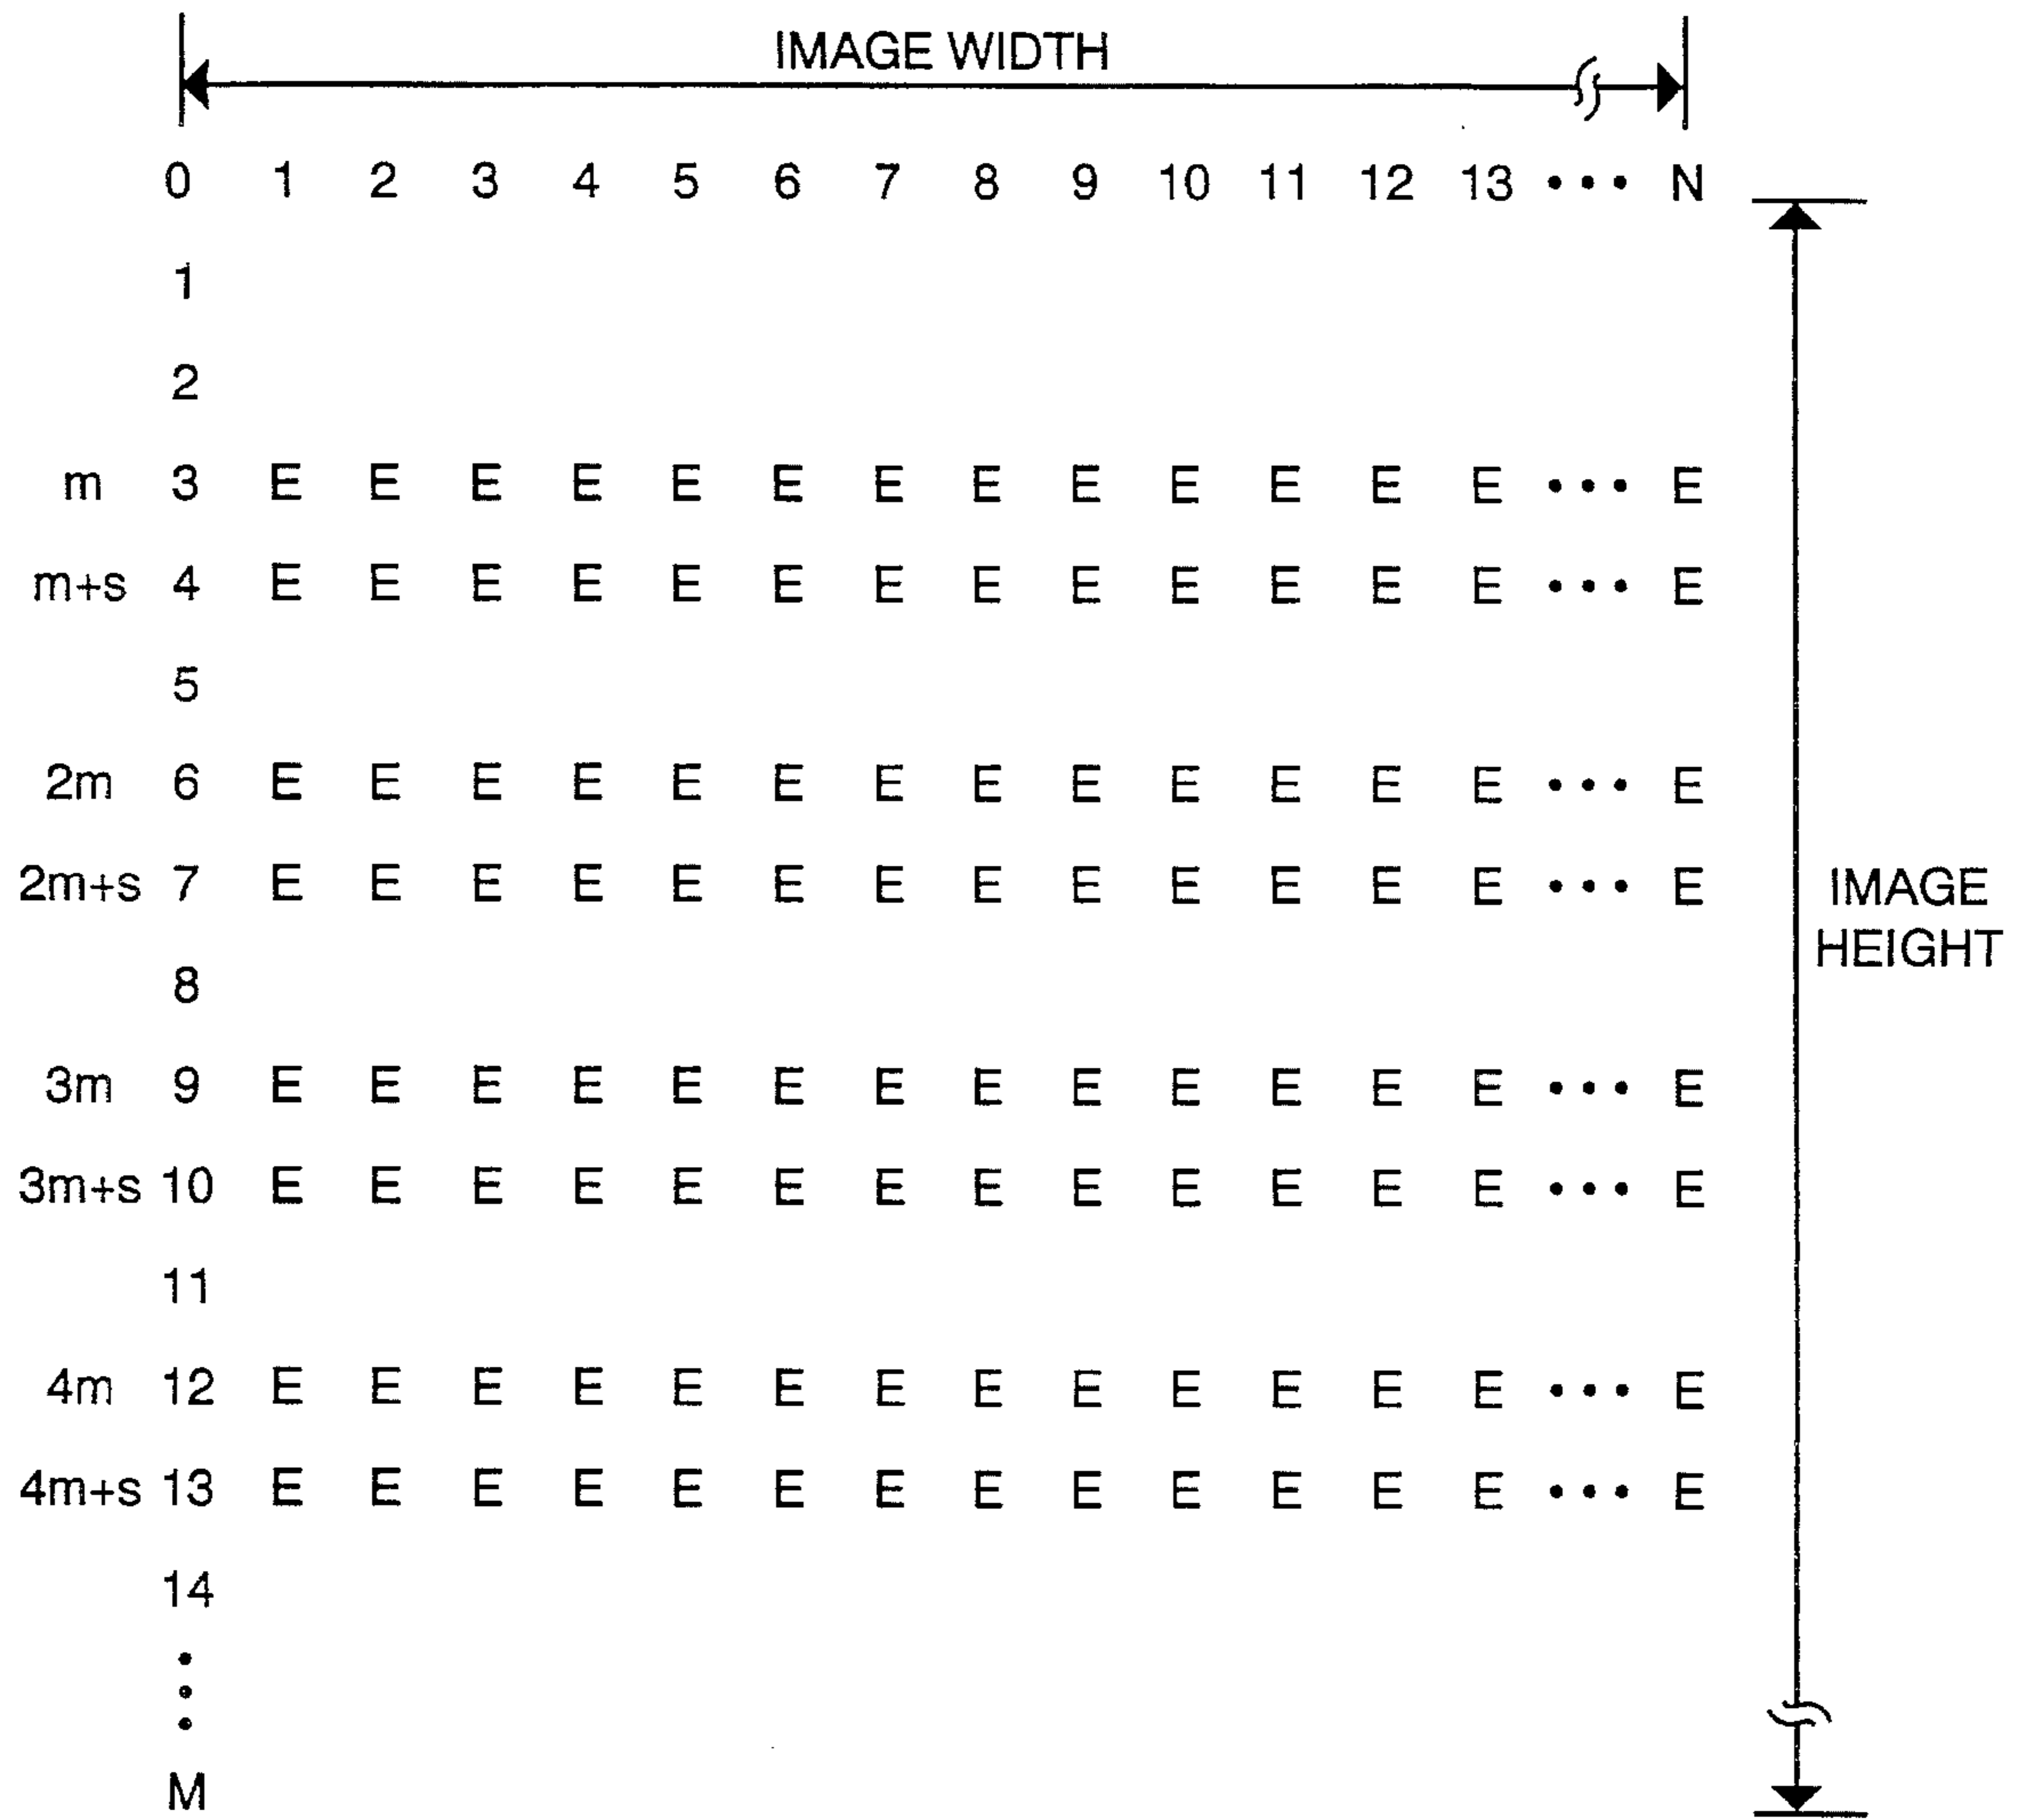 IMAGE WIDTH
0 1 2 3 4 5 6 7 8 9 10 11 12 13 • • • N
1
2
m 3 E E E E E E E E E E E E E • • • E
m+s 4 E E E E E E E E E E E E E • • • E
5
2m 6 E E E E E E E E E E E E E • • • E
2m+s 7 E E E E E E E E E E E E E • • • E
IMAGE
HEIGHT
8
3m 9 E E E E E E E E E E E E E • • • E
3m+s 10 E E E E E E E E E E E E E • • • E
11
4m 12 E E E E E E E E E E E E E • • • E
4m+s 13 E E E E E E E E E E E E E • • • E
14
•
•
•
M